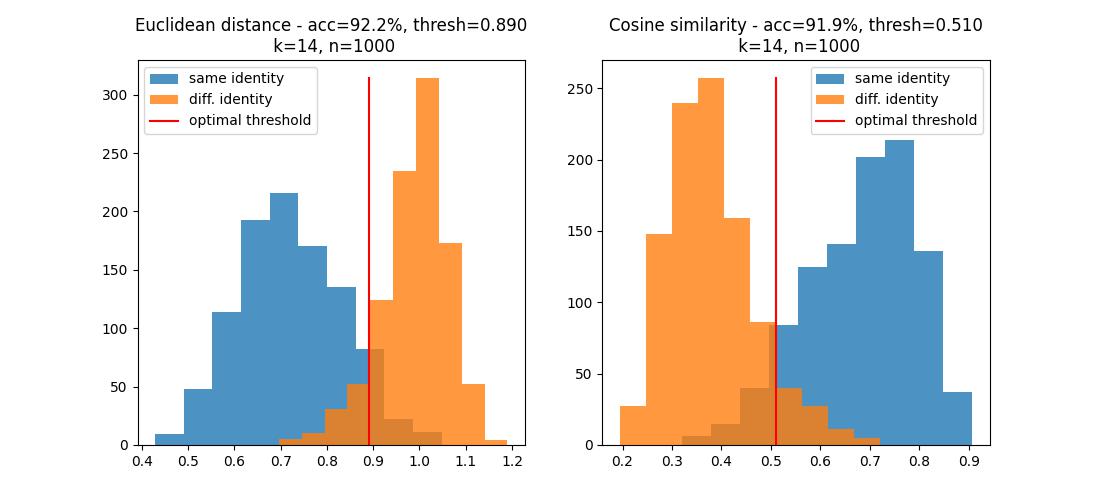 Euclidean distance - acc=92.2%, thresh=0.890
k=14, n=1000
same identity
diff. identity
optimal threshold
300
250
200
150
100
50
0
0.4 0.5 0.6 0.7 0.8 0.9 1.0 1.1 1.2
Cosine similarity - acc=91.9%, thresh=0.510
k=14, n=1000
same identity
diff. identity
optimal threshold
250
200
150
100
50
0
0.2 0.3 0.4 0.5 0.6 0.7 0.8 0.9